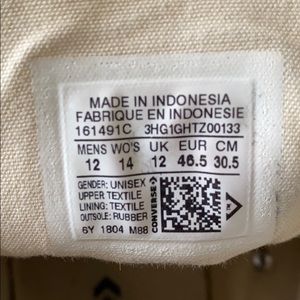 MADE IN INDONESIA
FABRIQUE EN INDONESIE
161491C 3HG1GHTZ00133
MENS WO'S UK EUR CM
12 14 12 46.5 30.5
GENDER: UNISEX
UPPER TEXTILE
LINING: TEXTILE
OUTSOLE: RUBBER
6Y 1804 M88
CONVERSE